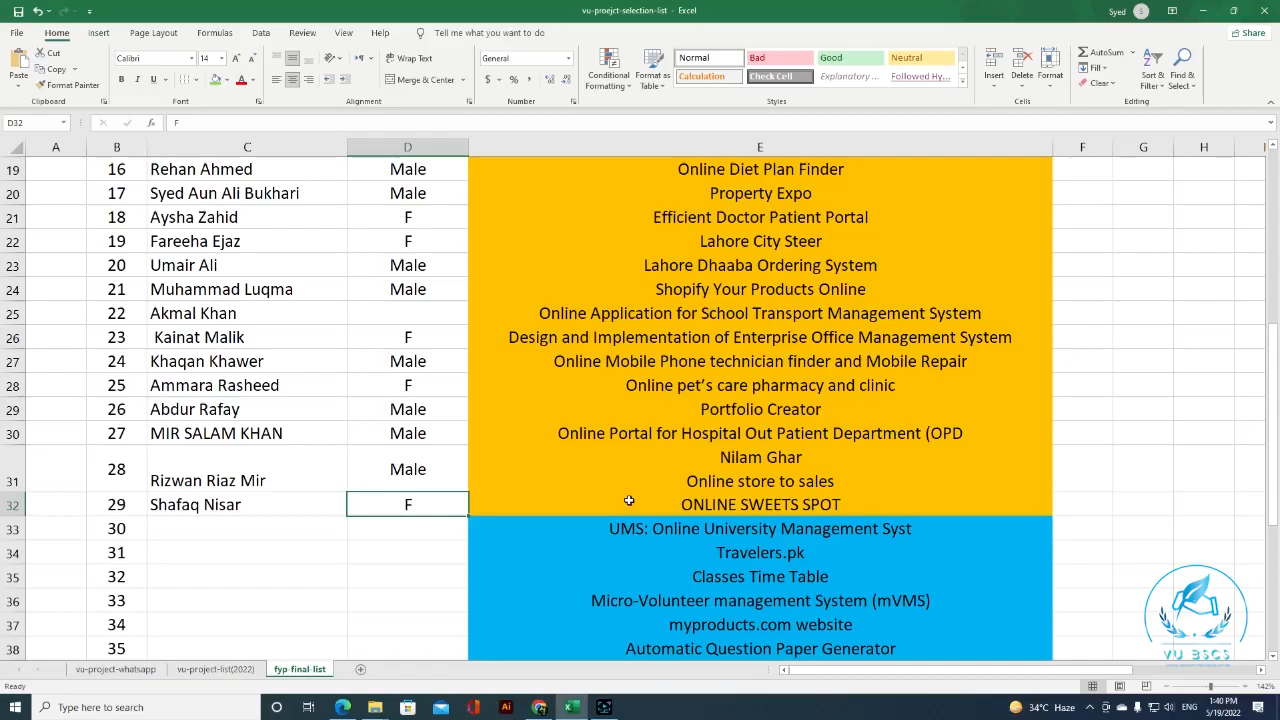 vu-proejct-selection-list - Excel
Syed
File Home Insert Page Layout Formulas Data Review View Help Tell me what you want to do Share
Paste Cut Copy Format Painter Clipboard
Calibri 14 Font
Wrap Text Merge & Center Alignment
General Number
Conditional Formatting Format as Table
Normal Bad Good Neutral
Calculation Check Cell Explanatory ... Followed Hy...
Styles
Insert Delete Format Cells
AutoSum Fill Clear Sort & Filter Find & Select Editing
D32 F
A B C D E F G H
19 16 Rehan Ahmed Male Online Diet Plan Finder
20 17 Syed Aun Ali Bukhari Male Property Expo
21 18 Aysha Zahid F Efficient Doctor Patient Portal
22 19 Fareeha Ejaz F Lahore City Steer
23 20 Umair Ali Male Lahore Dhaaba Ordering System
24 21 Muhammad Luqma Male Shopify Your Products Online
25 22 Akmal Khan Online Application for School Transport Management System
26 23 Kainat Malik F Design and Implementation of Enterprise Office Management System
27 24 Khaqan Khawer Male Online Mobile Phone technician finder and Mobile Repair
28 25 Ammara Rasheed F Online pet's care pharmacy and clinic
29 26 Abdur Rafay Male Portfolio Creator
30 27 MIR SALAM KHAN Male Online Portal for Hospital Out Patient Department (OPD
Nilam Ghar
31 28 Rizwan Riaz Mir Male Online store to sales
32 29 Shafaq Nisar F ONLINE SWEETS SPOT
33 30 UMS: Online University Management Syst
34 31 Travelers.pk
35 32 Classes Time Table
36 33 Micro-Volunteer management System (mVMS)
37 34 myproducts.com website
38 35 Automatic Question Paper Generator
VU BSCS
vu-project-whatsapp vu-project-list(2022) fyp-final-list
Ready 142%
Type here to search
34°C Haze
1:40 PM
5/19/2022